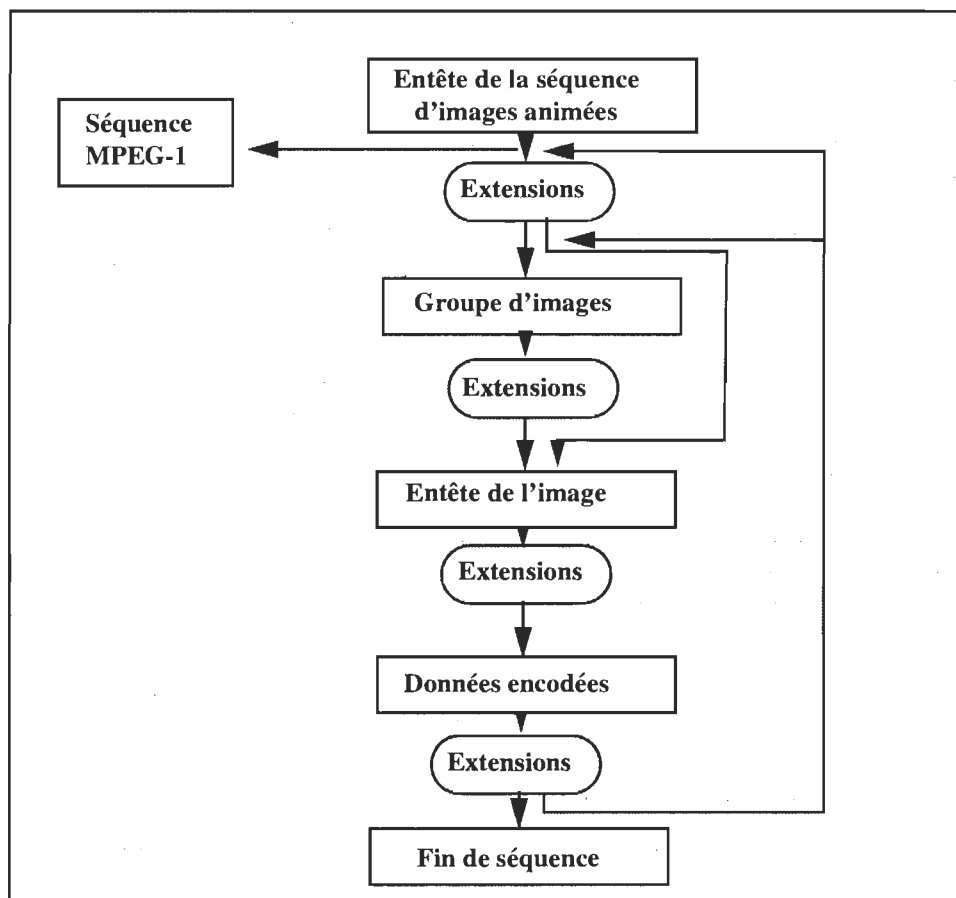 Entête de la séquence
d'images animées
Séquence
MPEG-1
Extensions
Groupe d'images
Extensions
Entête de l'image
Extensions
Données encodées
Extensions
Fin de séquence